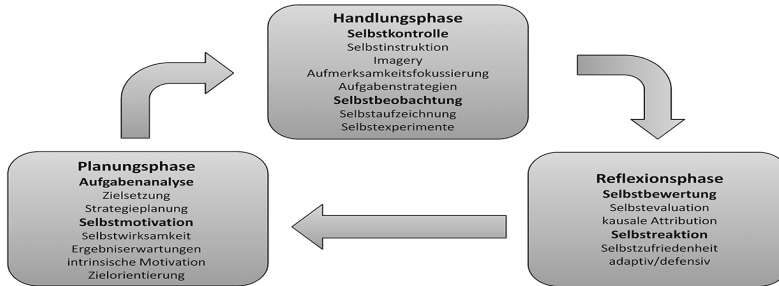 Handlungsphase
Selbstkontrolle
Selbstinstruktion
Imagery
Aufmerksamkeitsfokussierung
Aufgabenstrategien
Selbstbeobachtung
Selbstaufzeichnung
Selbstexperimente
Planungsphase
Aufgabenanalyse
Zielsetzung
Strategieplanung
Selbstmotivation
Selbstwirksamkeit
Ergebniserwartungen
intrinsische Motivation
Zielorientierung
Reflexionsphase
Selbstbewertung
Selbstevaluation
kausale Attribution
Selbstreaktion
Selbstzufriedenheit
adaptiv/defensiv